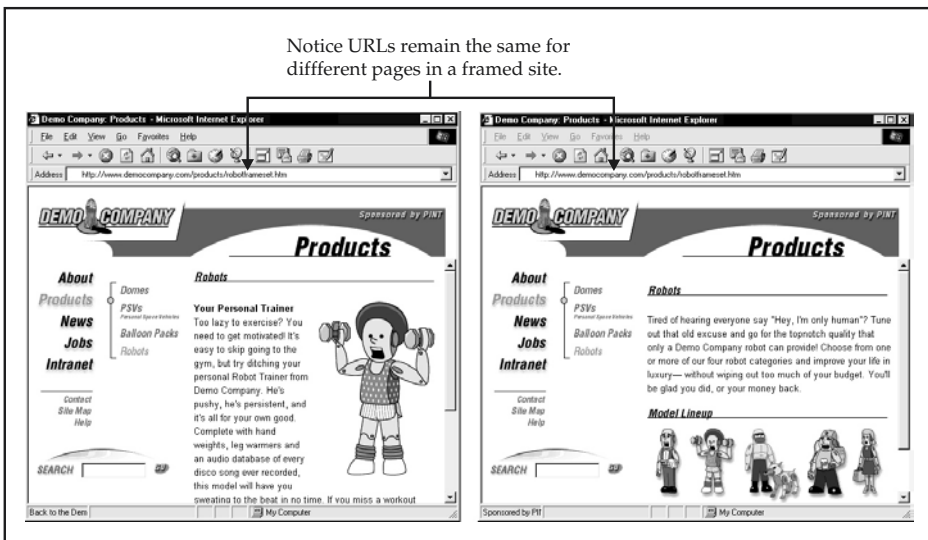 Notice URLs remain the same for
diffferent pages in a framed site.
Demo Company: Products - Microsoft Internet Explorer
File Edit View Go Favorites Help
Address http://www.democompany.com/products/robotframeset.htm
DEMO COMPANY
Sponsored by PINT
Products
About
Products
News
Jobs
Intranet
Domes
PSVs
Personal Space Vehicles
Balloon Packs
Robots
Contact
Site Map
Help
SEARCH
GO
Robots
Your Personal Trainer
Too lazy to exercise? You
need to get motivated! It's
easy to skip going to the
gym, but try ditching your
personal Robot Trainer from
Demo Company. He's
pushy, he's persistent, and
it's all for your own good.
Complete with hand
weights, leg warmers and
an audio database of every
disco song ever recorded,
this model will have you
sweating to the beat in no time. If you miss a workout
Back to the Dem
My Computer
Demo Company: Products - Microsoft Internet Explorer
File Edit View Go Favorites Help
Address http://www.democompany.com/products/robotframeset.htm
DEMO COMPANY
Sponsored by PINT
Products
About
Products
News
Jobs
Intranet
Domes
PSVs
Personal Space Vehicles
Balloon Packs
Robots
Contact
Site Map
Help
SEARCH
GO
Robots
Tired of hearing everyone say "Hey, I'm only human"? Tune
out that old excuse and go for the topnotch quality that
only a Demo Company robot can provide! Choose from one
or more of our four robot categories and improve your life in
luxury— without wiping out too much of your budget. You'll
be glad you did, or your money back.
Model Lineup
Sponsored by PI
My Computer